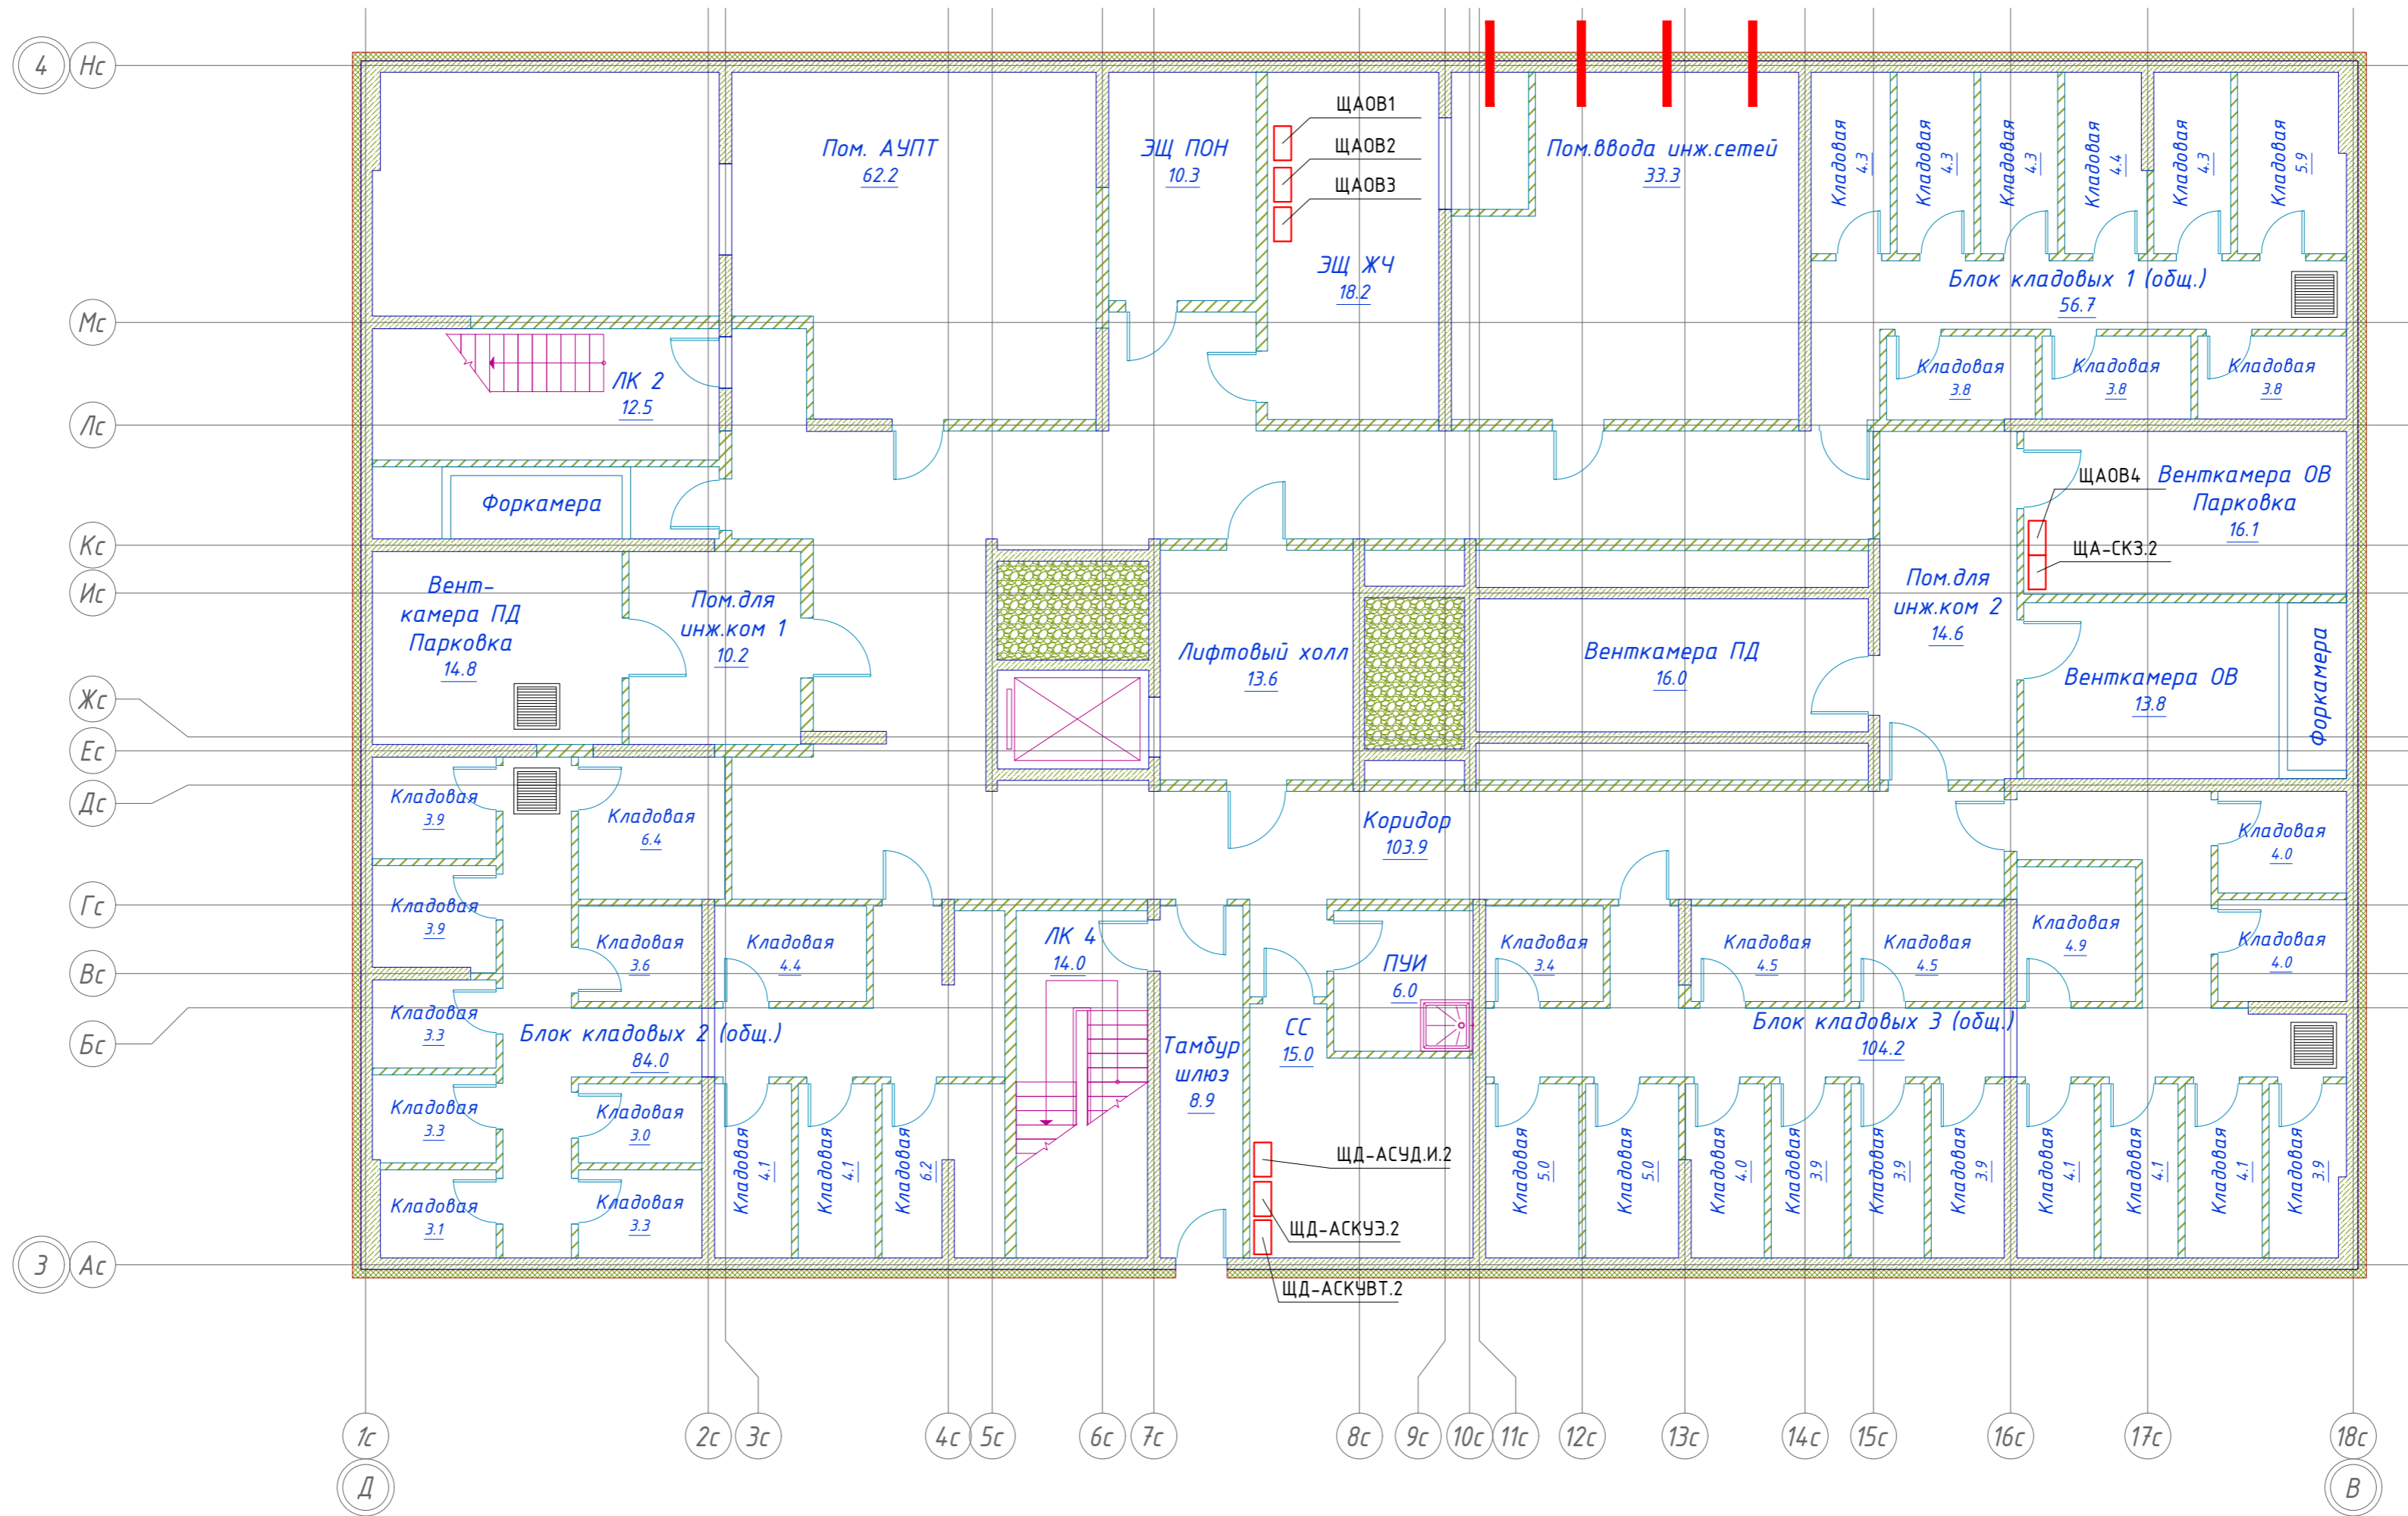 4
Нс
Мс
Лс
Кс
Ис
Жс
Ес
Дс
Гс
Вс
Бс
3
Ас
Пом. АУПТ
62.2
ЭЩ ПОН
10.3
ЩАОВ1
ЩАОВ2
ЩАОВ3
ЭЩ ЖЧ
18.2
Пом.ввода инж.сетей
33.3
Кладовая
4.3
Кладовая
4.3
Кладовая
4.3
Кладовая
4.4
Кладовая
4.3
Кладовая
5.9
Блок кладовых 1 (общ.)
56.7
Кладовая
3.8
Кладовая
3.8
Кладовая
3.8
ЛК 2
12.5
Форкамера
Вент-
камера ПД
Парковка
14.8
Пом.для
инж.ком 1
10.2
Лифтовый холл
13.6
Венткамера ПД
16.0
Пом.для
инж.ком 2
14.6
ЩАОВ4
ЩА-СКЗ.2
Венткамера ОВ
Парковка
16.1
Венткамера ОВ
13.8
Форкамера
Коридор
103.9
Кладовая
3.9
Кладовая
6.4
Кладовая
3.9
Кладовая
3.6
Кладовая
4.4
Кладовая
3.3
Блок кладовых 2 (общ.)
84.0
Кладовая
3.3
Кладовая
3.0
Кладовая
3.1
Кладовая
3.3
Кладовая
4.1
Кладовая
4.1
Кладовая
6.2
ЛК 4
14.0
Тамбур
шлюз
8.9
СС
15.0
ПУИ
6.0
ЩД-АСУД.И.2
ЩД-АСКУЭ.2
ЩД-АСКУВТ.2
Кладовая
3.4
Кладовая
4.5
Кладовая
4.5
Кладовая
4.9
Кладовая
4.0
Кладовая
4.0
Блок кладовых 3 (общ.)
104.2
Кладовая
5.0
Кладовая
5.0
Кладовая
4.0
Кладовая
3.9
Кладовая
3.9
Кладовая
3.9
Кладовая
4.1
Кладовая
4.1
Кладовая
4.1
Кладовая
3.9
1с
2с
3с
4с
5с
6с
7с
8с
9с
10с
11с
12с
13с
14с
15с
16с
17с
18с
Д
В